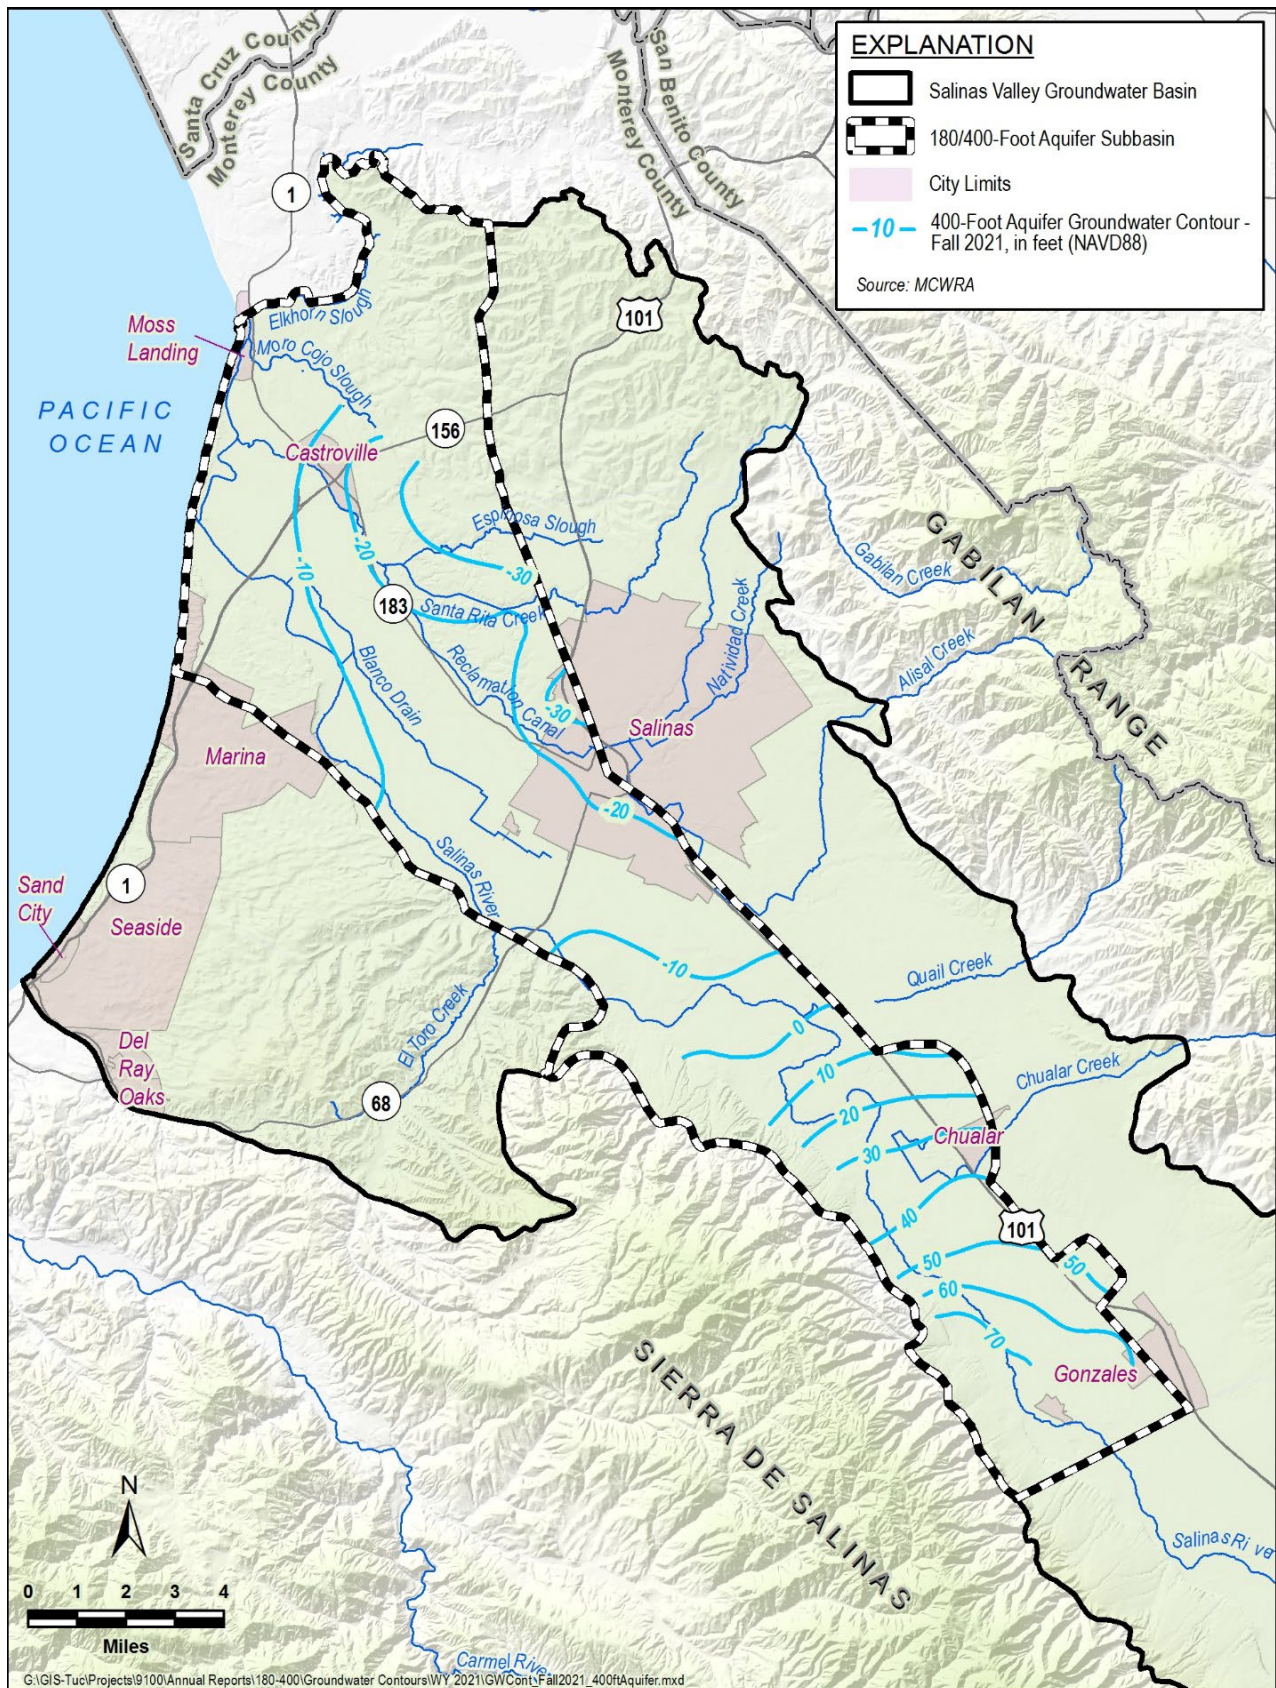 Santa Cruz County
Monterey County
San Benito County
Monterey County
EXPLANATION
Salinas Valley Groundwater Basin
180/400-Foot Aquifer Subbasin
City Limits
-10
400-Foot Aquifer Groundwater Contour -
Fall 2021, in feet (NAVD88)
Source: MCWRA
1
101
Elkhorn Slough
Moss
Landing
Moro Cojo Slough
PACIFIC
OCEAN
156
Castroville
Espinosa Slough
-20
-30
-10
GABILAN
RANGE
Gabilan Creek
183
Santa Rita Creek
Natividad Creek
Alisal Creek
Reclamation Canal
Blanco Drain
-30
Salinas
Marina
-20
Salinas River
Sand
City
1
Seaside
-10
Quail Creek
El Toro Creek
0
Del
Ray
Oaks
10
Chualar Creek
68
20
Chualar
30
40
101
50
50
60
70
Gonzales
SIERRA DE SALINAS
N
Salinas Ri ve
0 1 2 3 4
Miles
Carmel River
G:\GIS-Tuc\Projects\9100\Annual Reports\180-400\Groundwater Contours\WY 2021\GWCont_Fall2021_400ftAquifer.mxd